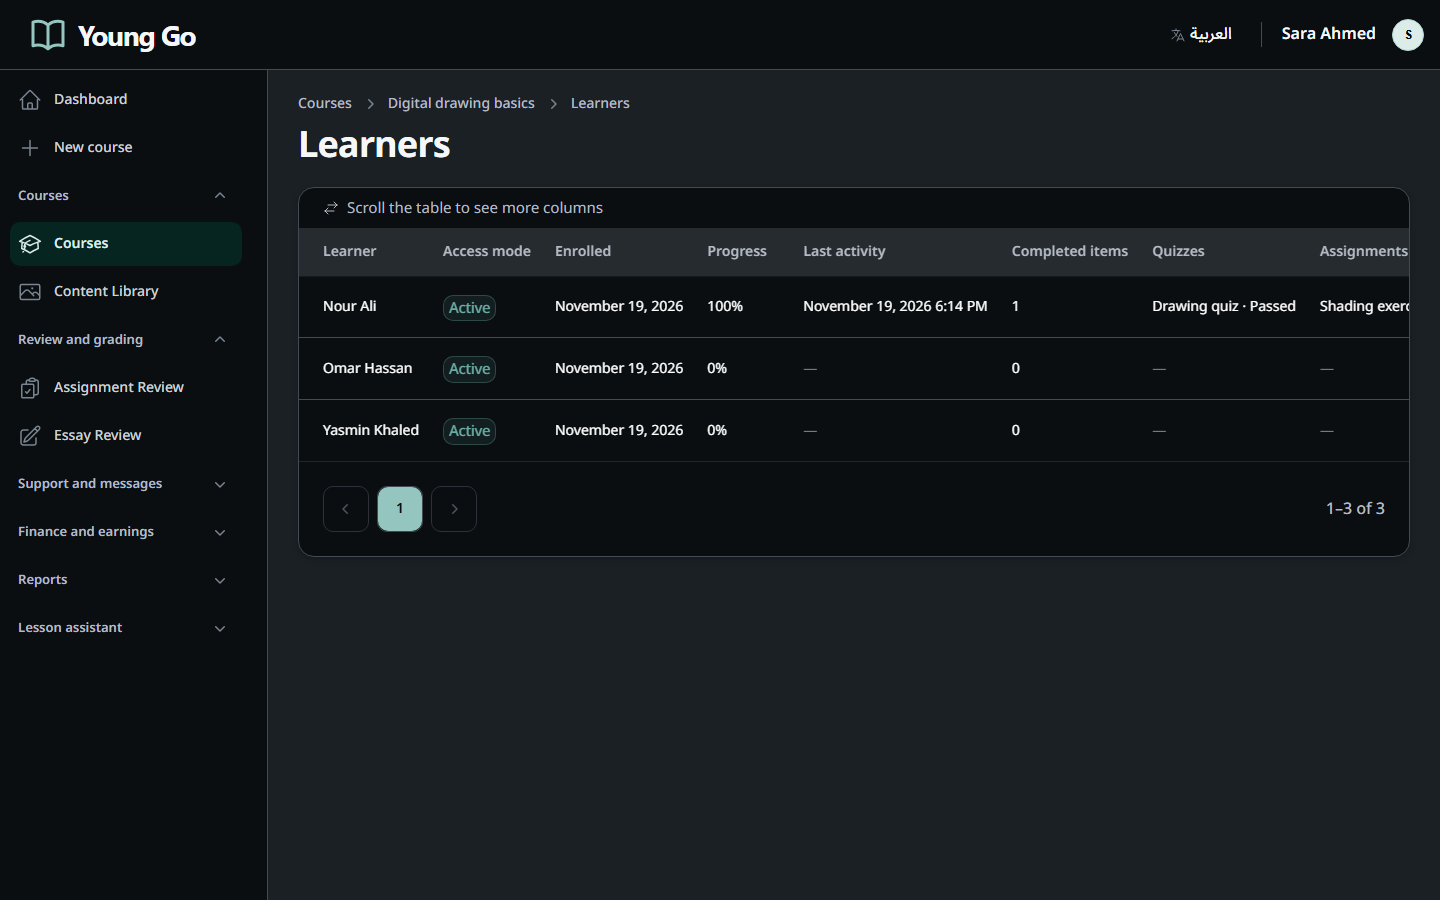 Young Go
العربية
Sara Ahmed
S
Dashboard
New course
Courses
Courses
Content Library
Review and grading
Assignment Review
Essay Review
Support and messages
Finance and earnings
Reports
Lesson assistant
Courses > Digital drawing basics > Learners
Learners
Scroll the table to see more columns
Learner Access mode Enrolled Progress Last activity Completed items Quizzes Assignments
Nour Ali Active November 19, 2026 100% November 19, 2026 6:14 PM 1 Drawing quiz · Passed Shading exerc
Omar Hassan Active November 19, 2026 0% — 0 — —
Yasmin Khaled Active November 19, 2026 0% — 0 — —
1
1–3 of 3